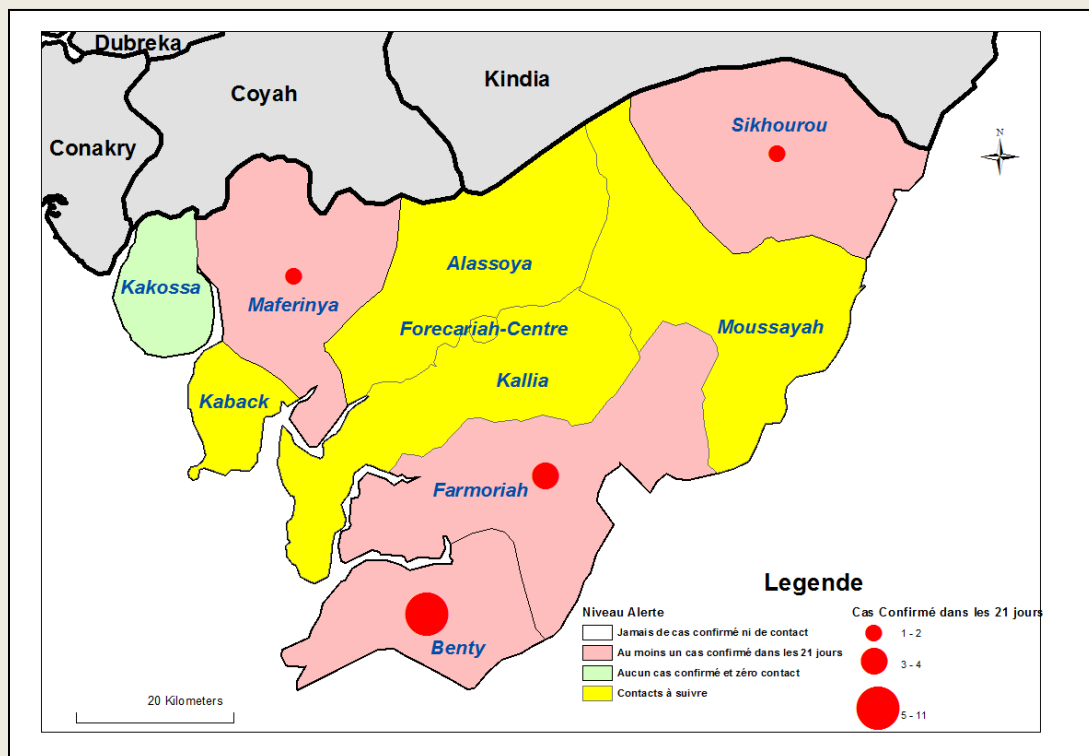 Dubreka
Coyah
Kindia
Conakry
Sikhourou
N
Kakossa
Maferinya
Alassoya
Forecariah-Centre
Moussayah
Kaback
Kallia
Farmoriah
Benty
20 Kilometers
Legende
Niveau Alerte
Jamais de cas confirmé ni de contact
Au moins un cas confirmé dans les 21 jours
Aucun cas confirmé et zéro contact
Contacts à suivre
Cas Confirmé dans les 21 jours
1 - 2
3 - 4
5 - 11